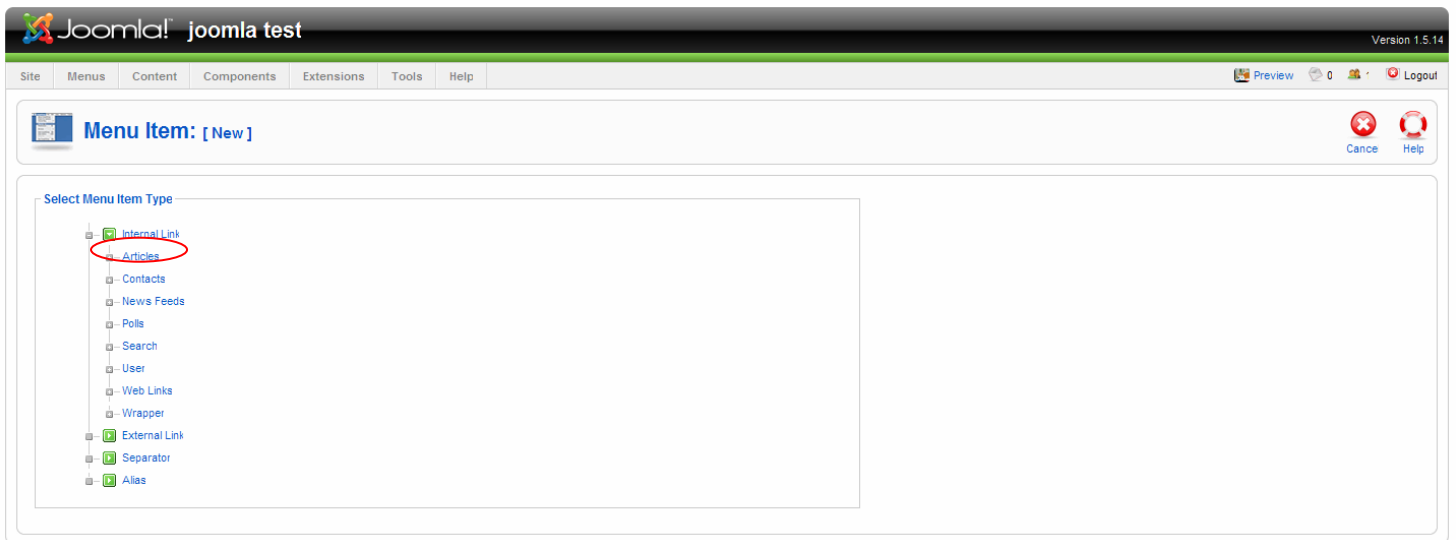 Joomla!™ joomla test
Version 1.5.14
Site Menus Content Components Extensions Tools Help Preview 0 Logout
Menu Item: [ New ]
Cance Help
Select Menu Item Type
Internal Link
Articles
Contacts
News Feeds
Polls
Search
User
Web Links
Wrapper
External Link
Separator
Alias